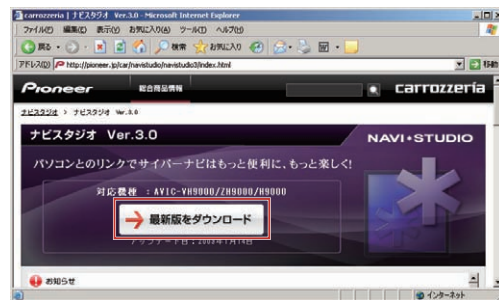 carrozzeria | ナビスタジオ Ver.3.0 - Microsoft Internet Explorer
ファイル(F) 編集(E) 表示(V) お気に入り(A) ツール(T) ヘルプ(H)
戻る 検索 お気に入り
アドレス(D) http://pioneer.jp/car/navistudio/navistudio3/index.html 移動
Pioneer 総合商品情報 carrozzeria
ナビスタジオ > ナビスタジオ Ver.3.0
ナビスタジオ Ver.3.0 NAVI•STUDIO
パソコンとのリンクでサイバーナビはもっと便利に、もっと楽しく!
対応機種 : AVIC-VH9000/ZH9000/H9000
最新版をダウンロード
お知らせ
インターネット